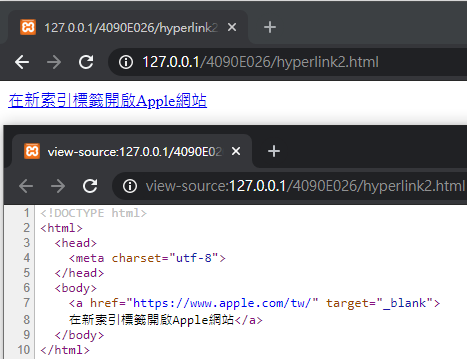 127.0.0.1/4090E026/hyperlink2
127.0.0.1/4090E026/hyperlink2.html
在新索引標籤開啟Apple網站
view-source:127.0.0.1/4090E02
view-source:127.0.0.1/4090E026/hyperlink2.html
1 <!DOCTYPE html>
2 <html>
3 <head>
4 <meta charset="utf-8">
5 </head>
6 <body>
7 <a href="https://www.apple.com/tw/" target="_blank">
8 在新索引標籤開啟Apple網站</a>
9 </body>
10 </html>